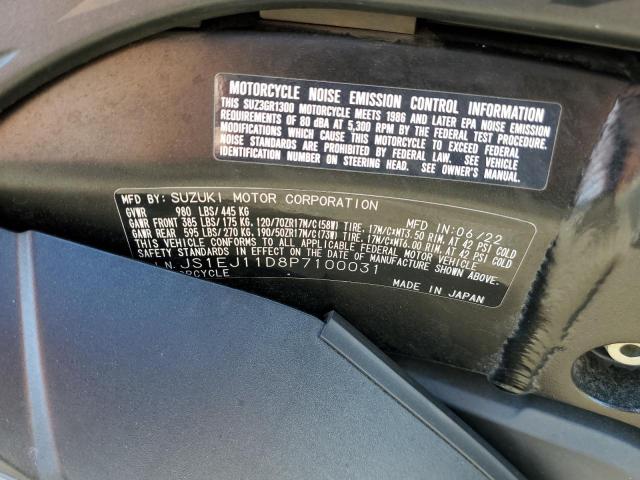 MOTORCYCLE NOISE EMISSION CONTROL INFORMATION
THIS SUZ3GR1300 MOTORCYCLE MEETS 1986 AND LATER EPA NOISE EMISSION
REQUIREMENTS OF 80 dBA AT 5,300 RPM BY THE FEDERAL TEST PROCEDURE.
MODIFICATIONS WHICH CAUSE THIS MOTORCYCLE TO EXCEED FEDERAL
NOISE STANDARDS ARE PROHIBITED BY FEDERAL LAW. SEE VEHICLE
IDENTIFICATION NUMBER ON STEERING HEAD. SEE OWNER'S MANUAL.
MFD BY: SUZUKI MOTOR CORPORATION
MFD IN: 06/22
GVWR 980 LBS/ 445 KG
GAWR FRONT 385 LBS/ 175 KG. 120/70ZR17M/C(58W) TIRE. 17M/C×MT3.50 RIM. AT 42 PSI COLD
GAWR REAR 595 LBS/ 270 KG. 190/50ZR17M/C(73W) TIRE. 17M/C×MT6.00 RIM. AT 42 PSI COLD
THIS VEHICLE CONFORMS TO ALL APPLICABLE FEDERAL MOTOR VEHICLE
SAFETY STANDARDS IN EFFECT ON THE DATE OF MANUFACTURE SHOWN ABOVE.
JS1EJ11D8P7100031
MADE IN JAPAN